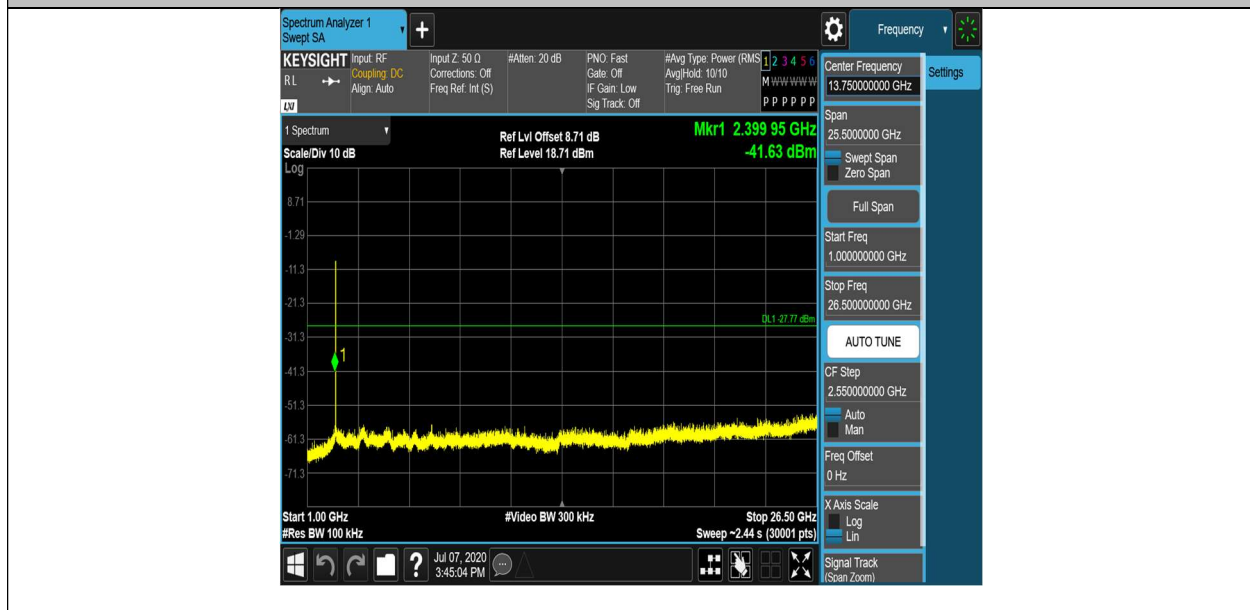 Spectrum Analyzer 1
Swept SA
Frequency
KEYSIGHT
RL
LXI
Input: RF
Coupling: DC
Align: Auto
Input Z: 50 Ω
Corrections: Off
Freq Ref: Int (S)
#Atten: 20 dB
PNO: Fast
Gate: Off
IF Gain: Low
Sig Track: Off
#Avg Type: Power (RMS
Avg|Hold: 10/10
Trig: Free Run
1 2 3 4 5 6
M W W W W W
P P P P P P
1 Spectrum
Scale/Div 10 dB
Log
Ref Lvl Offset 8.71 dB
Ref Level 18.71 dBm
Mkr1 2.399 95 GHz
-41.63 dBm
8.71
-1.29
-11.3
-21.3
DL1 -27.77 dBm
-31.3
1
-41.3
-51.3
-61.3
-71.3
Start 1.00 GHz
#Res BW 100 kHz
#Video BW 300 kHz
Stop 26.50 GHz
Sweep ~2.44 s (30001 pts)
?
Jul 07, 2020
3:45:04 PM
Center Frequency
13.750000000 GHz
Settings
Span
25.5000000 GHz
Swept Span
Zero Span
Full Span
Start Freq
1.000000000 GHz
Stop Freq
26.500000000 GHz
AUTO TUNE
CF Step
2.550000000 GHz
Auto
Man
Freq Offset
0 Hz
X Axis Scale
Log
Lin
Signal Track
(Span Zoom)